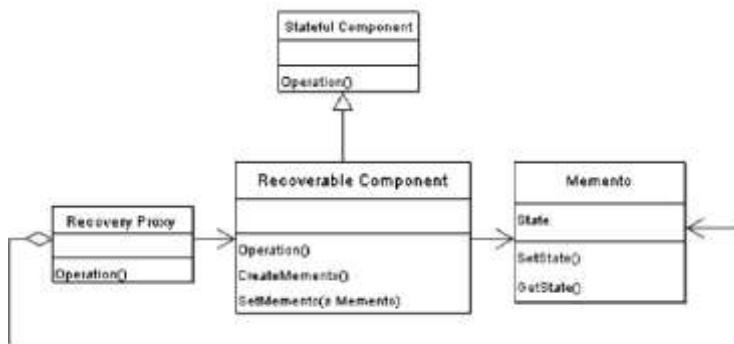 Stateful Component
Operation()
Recoverable Component
Operation()
CreateMemento()
SetMemento(a Memento)
Memento
State
SetState()
GetState()
Recovery Proxy
Operation()